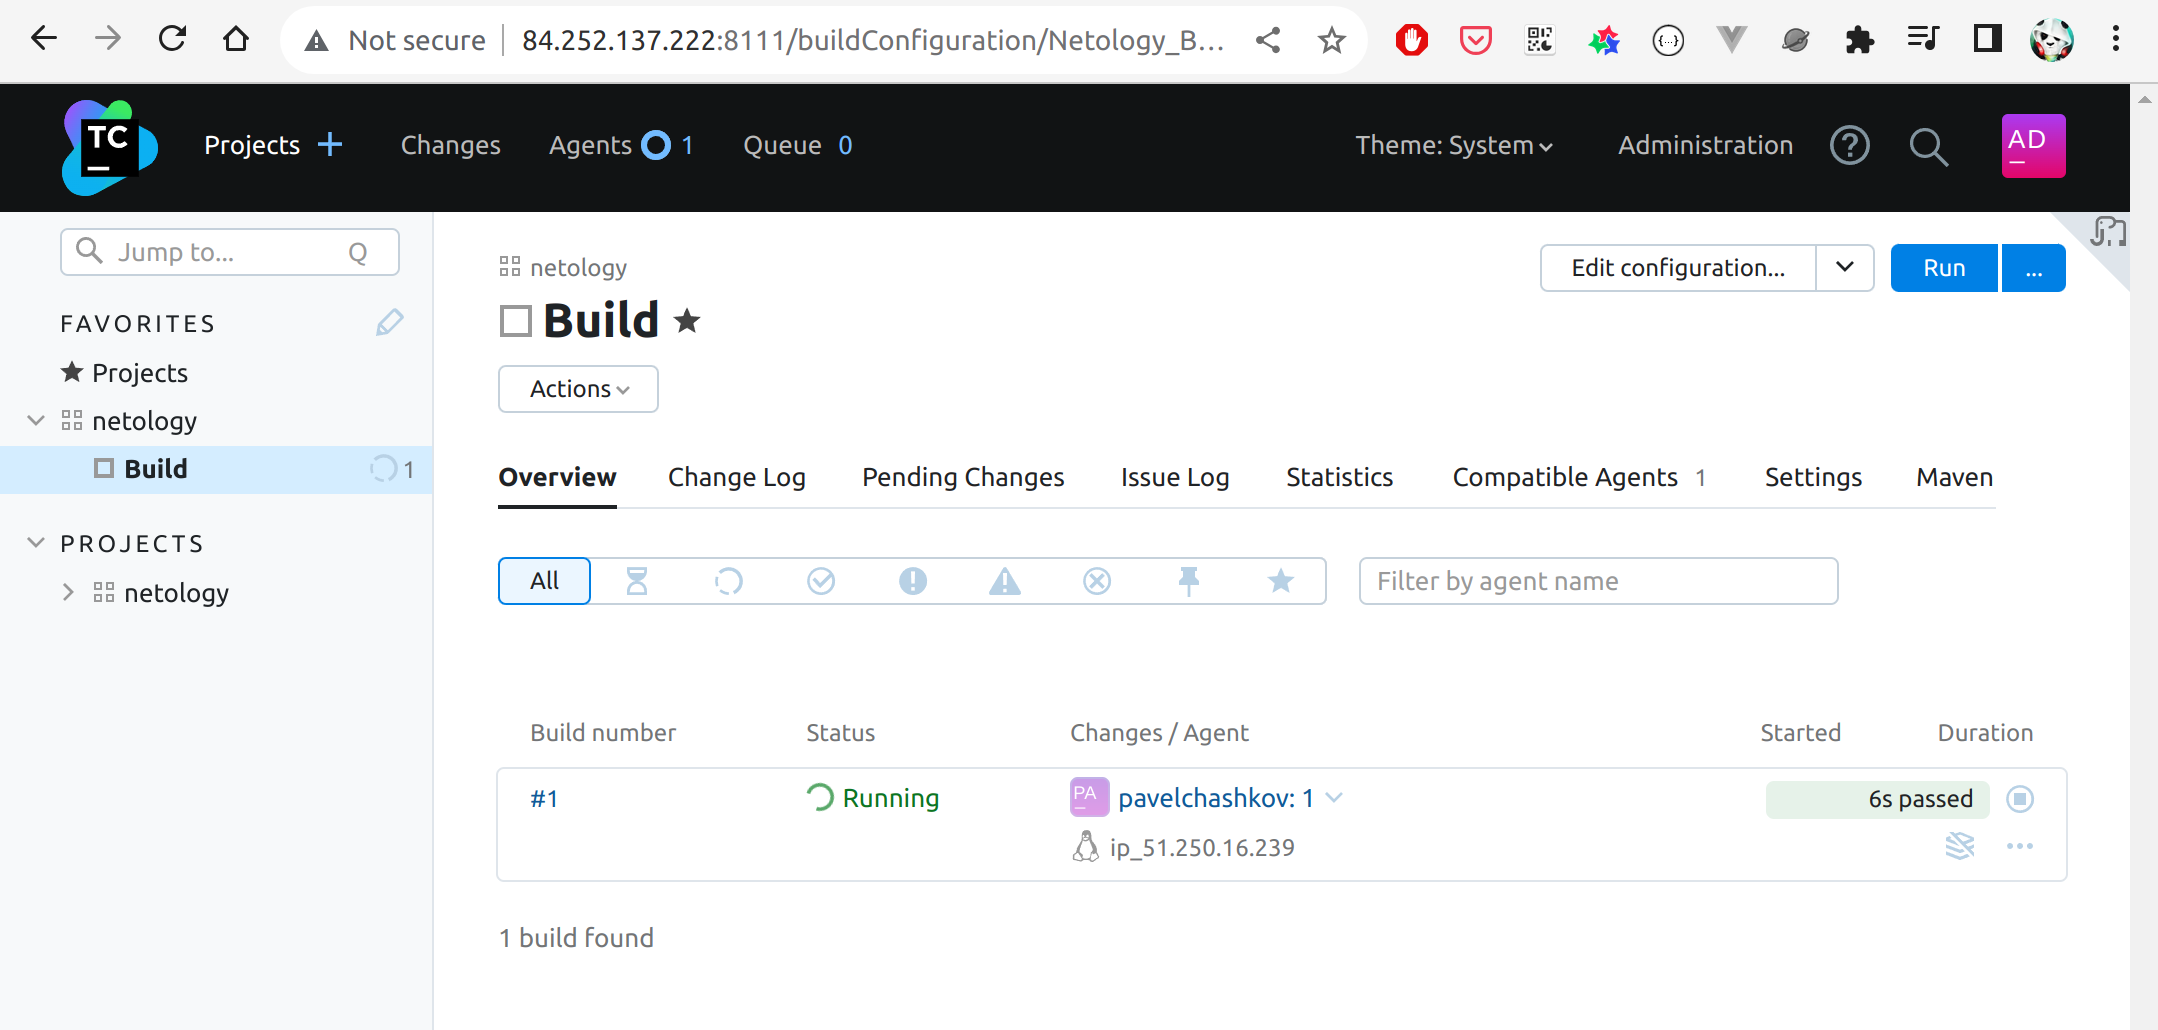 Not secure 84.252.137.222:8111/buildConfiguration/Netology_B...
TC
Projects Changes Agents 1 Queue 0 Theme: System Administration AD
Jump to... Q
FAVORITES
Projects
netology
Build 1
PROJECTS
netology
netology
Edit configuration... Run ...
Build
Actions
Overview Change Log Pending Changes Issue Log Statistics Compatible Agents 1 Settings Maven
All Filter by agent name
Build number Status Changes / Agent Started Duration
#1 Running PA pavelchashkov: 1 6s passed
ip_51.250.16.239
1 build found